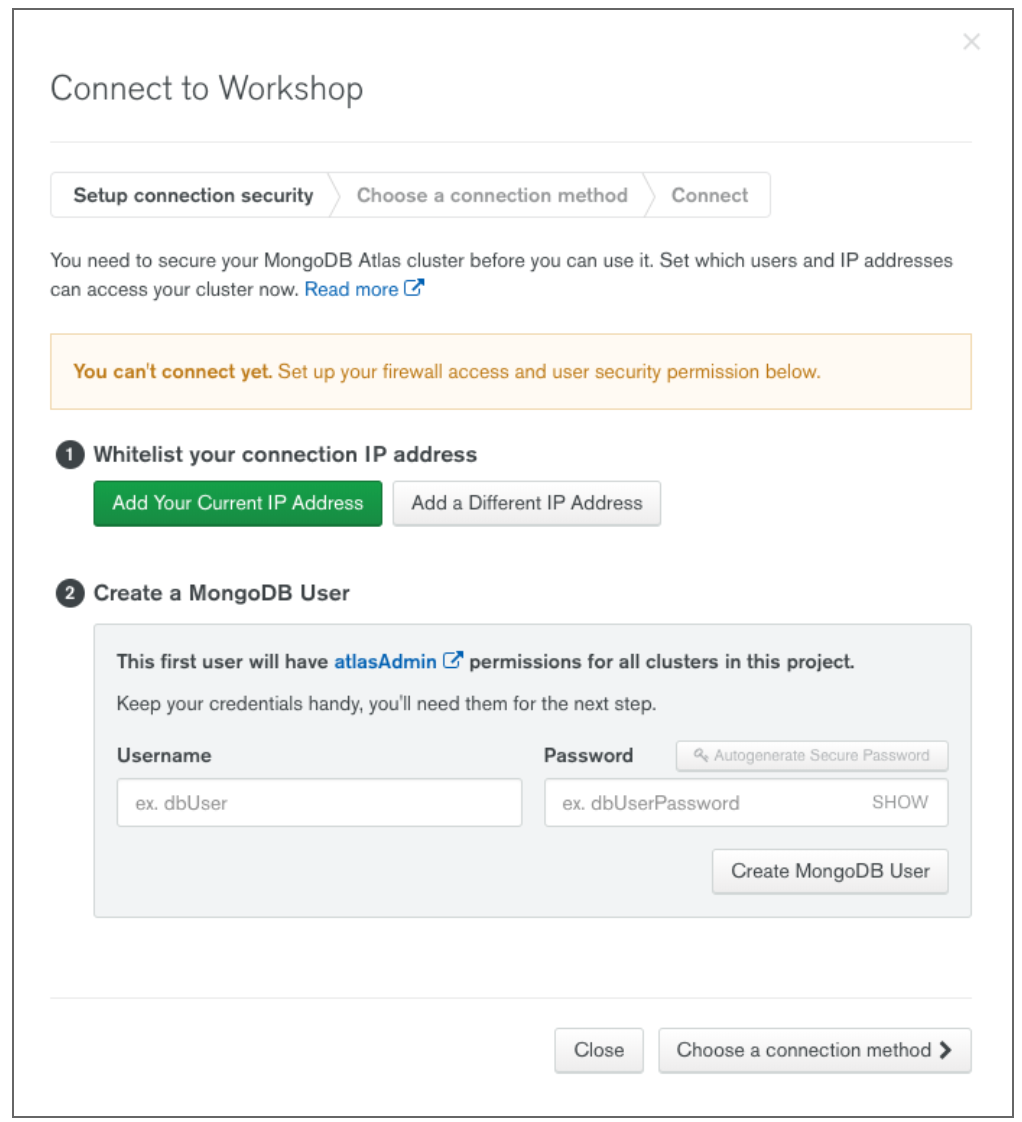 Connect to Workshop
Setup connection security
Choose a connection method
Connect
You need to secure your MongoDB Atlas cluster before you can use it. Set which users and IP addresses
can access your cluster now. Read more
You can't connect yet. Set up your firewall access and user security permission below.
1 Whitelist your connection IP address
Add Your Current IP Address
Add a Different IP Address
2 Create a MongoDB User
This first user will have atlasAdmin permissions for all clusters in this project.
Keep your credentials handy, you'll need them for the next step.
Username
Password
Autogenerate Secure Password
ex. dbUser
ex. dbUserPassword
SHOW
Create MongoDB User
Close
Choose a connection method